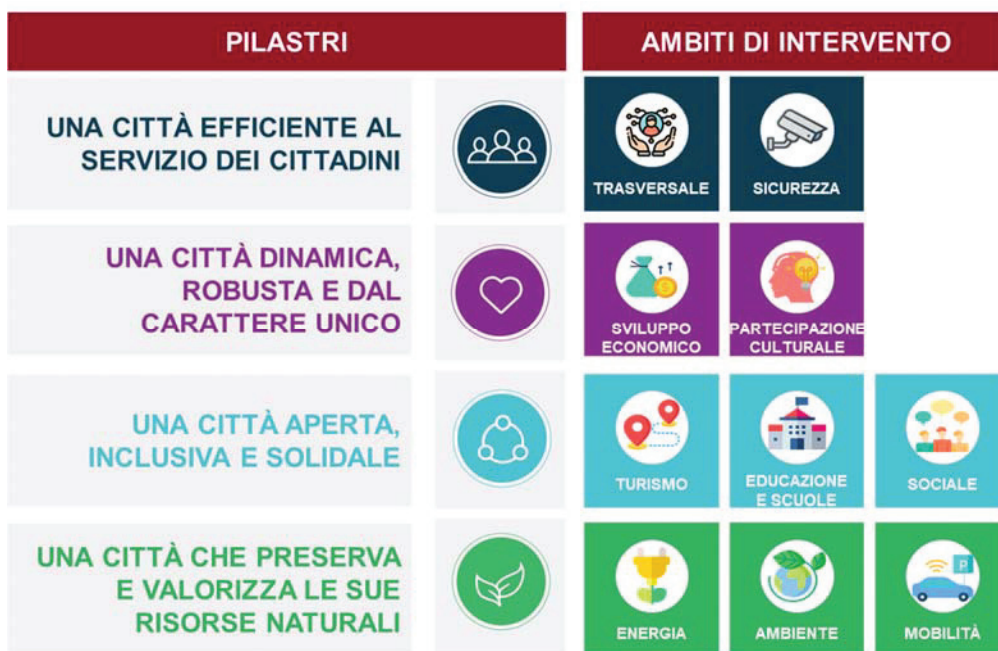 PILASTRI
AMBITI DI INTERVENTO
UNA CITTÀ EFFICIENTE AL
SERVIZIO DEI CITTADINI
TRASVERSALE
SICUREZZA
UNA CITTÀ DINAMICA,
ROBUSTA E DAL
CARATTERE UNICO
SVILUPPO
ECONOMICO
PARTECIPAZIONE
CULTURALE
UNA CITTÀ APERTA,
INCLUSIVA E SOLIDALE
TURISMO
EDUCAZIONE
E SCUOLE
SOCIALE
UNA CITTÀ CHE PRESERVA
E VALORIZZA LE SUE
RISORSE NATURALI
ENERGIA
AMBIENTE
P
MOBILITÀ